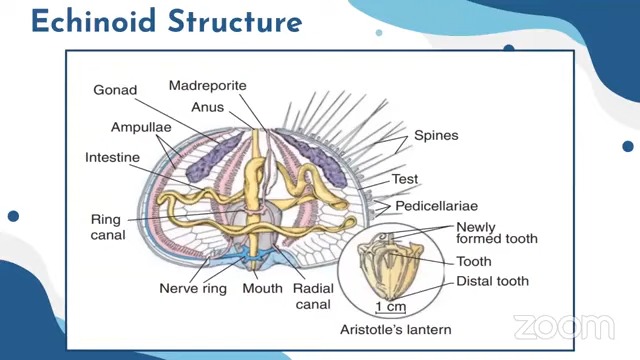 Echinoid Structure
Madreporite
Gonad
Anus
Ampullae
Spines
Intestine
Test
Pedicellariae
Ring
canal
Newly
formed tooth
Tooth
Distal tooth
Nerve ring
Mouth
Radial
canal
1 cm
Aristotle's lantern
zoom